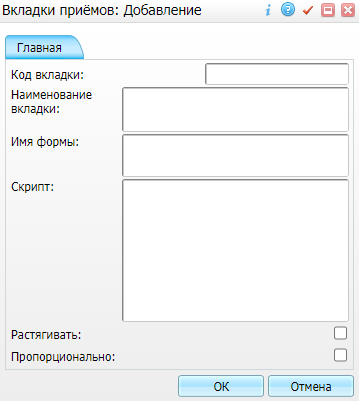 Вкладки приёмов: Добавление
Главная
Код вкладки:
Наименование
вкладки:
Имя формы:
Скрипт:
Растягивать:
Пропорционально:
ОК
Отмена